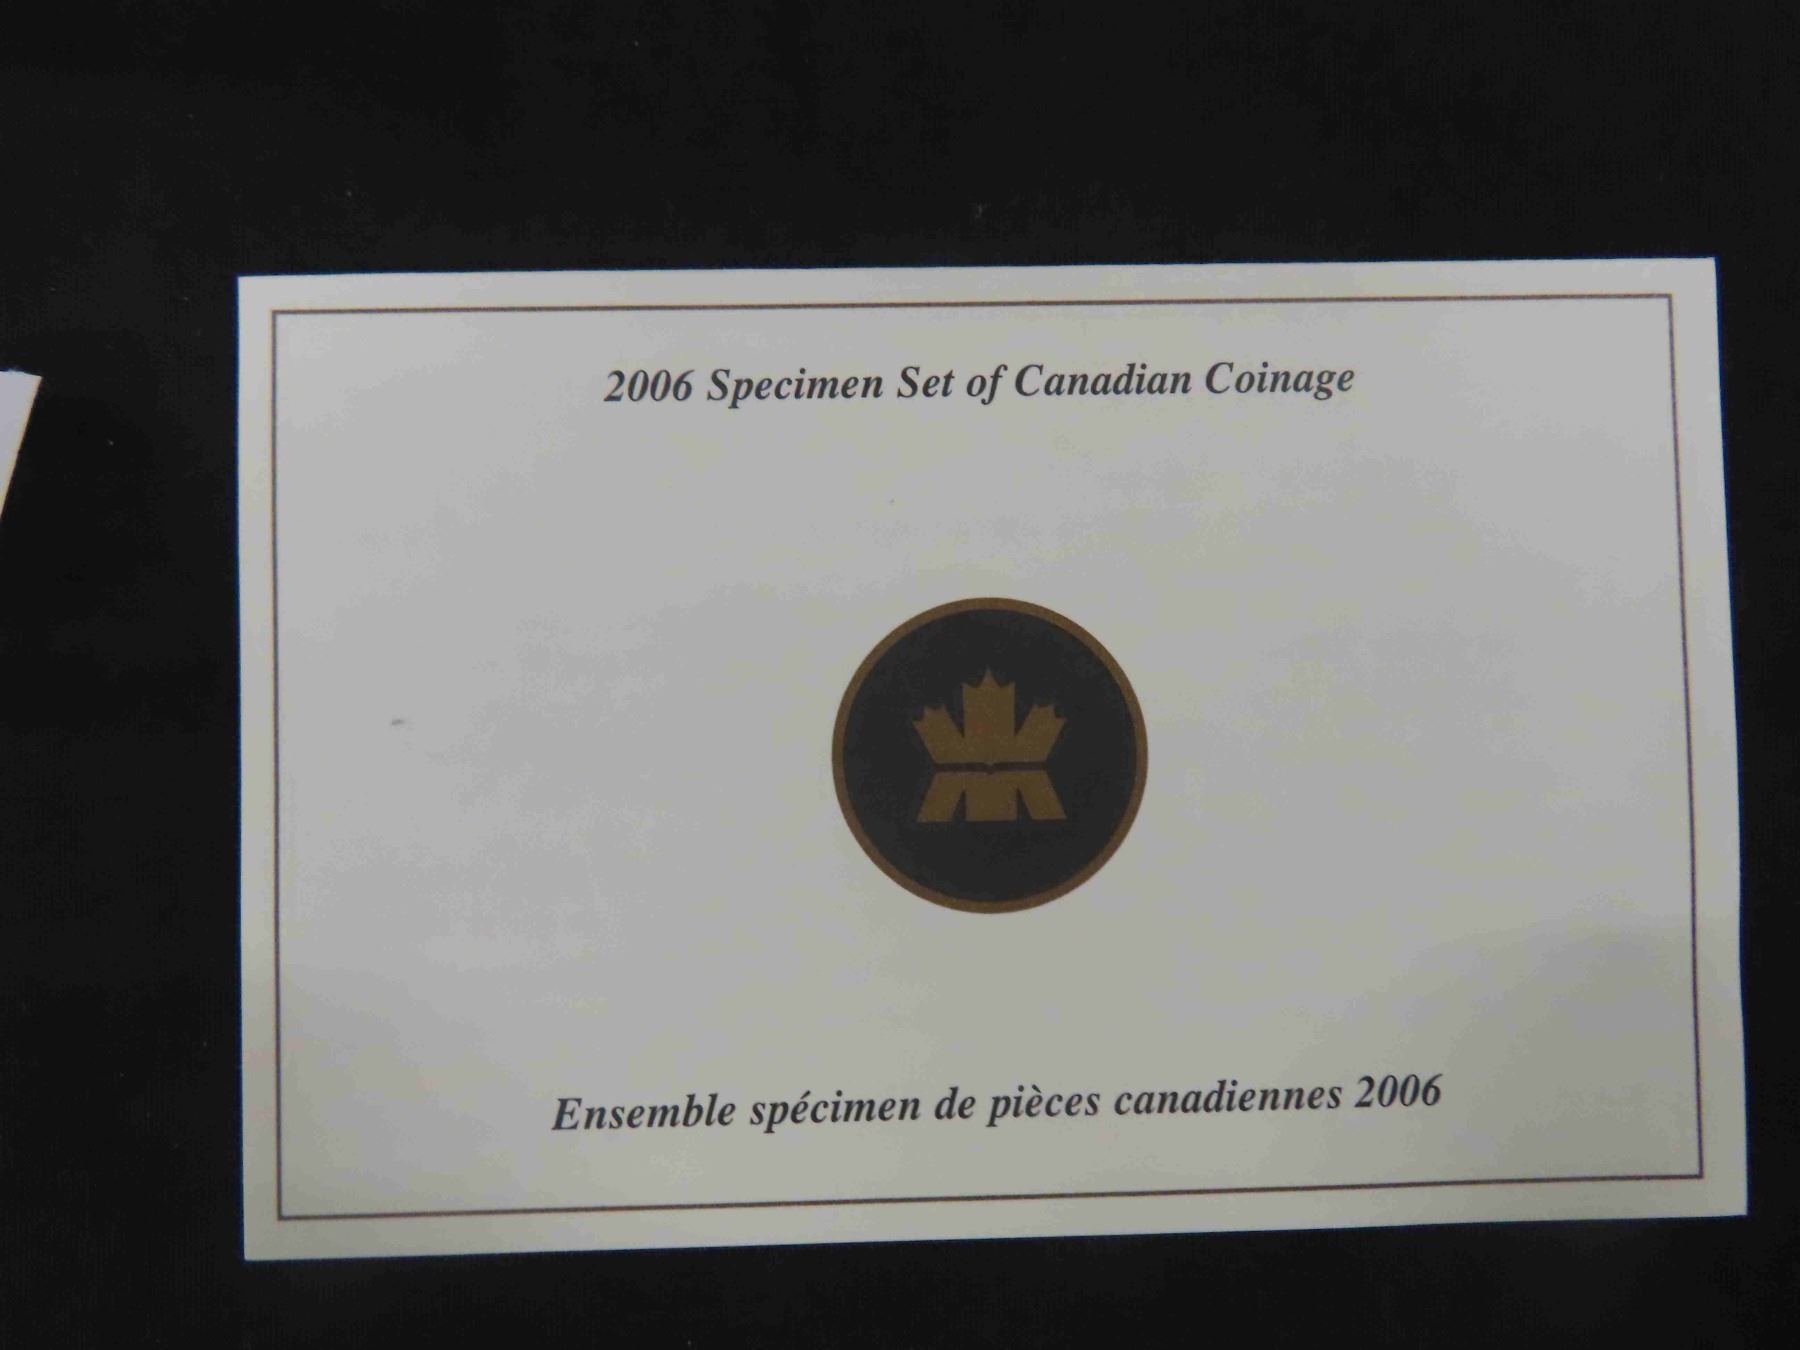 2006 Specimen Set of Canadian Coinage
Ensemble spécimen de pièces canadiennes 2006